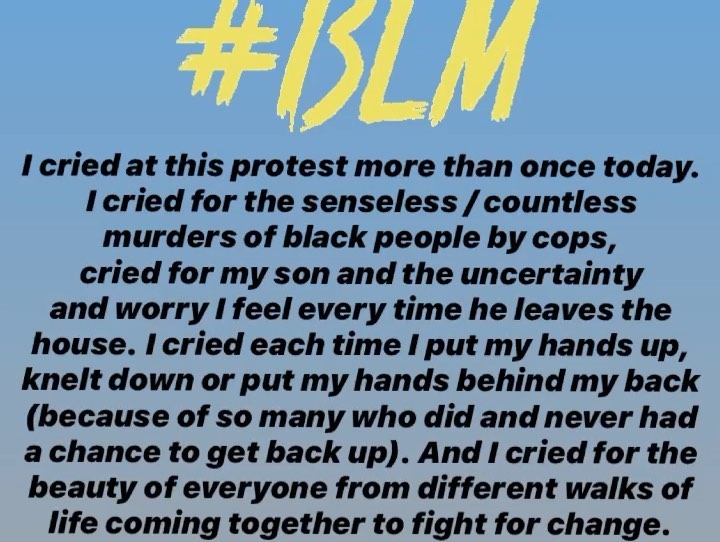 #BLM
I cried at this protest more than once today.
I cried for the senseless / countless
murders of black people by cops,
cried for my son and the uncertainty
and worry I feel every time he leaves the
house. I cried each time I put my hands up,
knelt down or put my hands behind my back
(because of so many who did and never had
a chance to get back up). And I cried for the
beauty of everyone from different walks of
life coming together to fight for change.